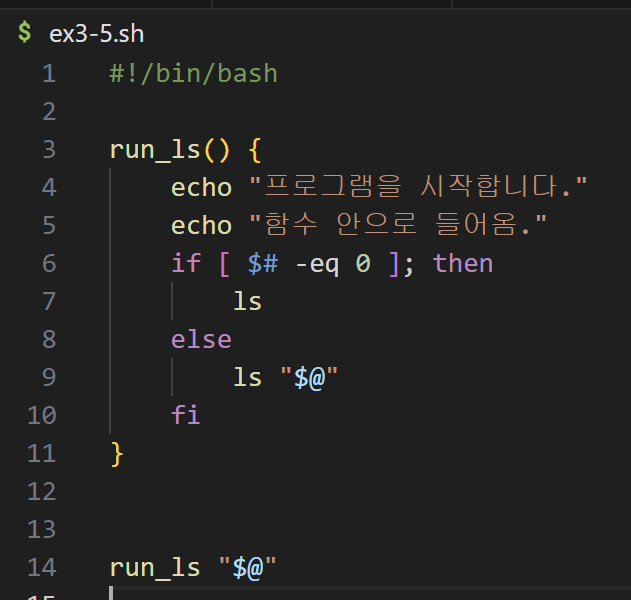 $ ex3-5.sh
1 #!/bin/bash
2
3 run_ls() {
4     echo "프로그램을 시작합니다."
5     echo "함수 안으로 들어옴."
6     if [ $# -eq 0 ]; then
7         ls
8     else
9         ls "$@"
10     fi
11 }
12
13
14 run_ls "$@"
15